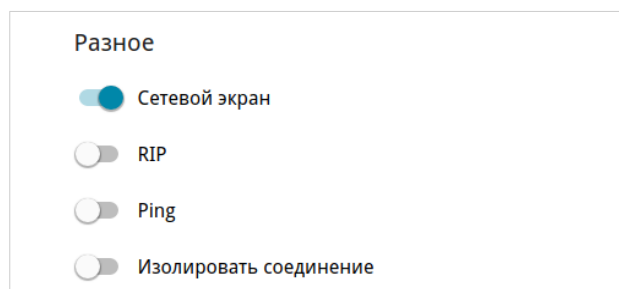 Разное
Сетевой экран
RIP
Ping
Изолировать соединение